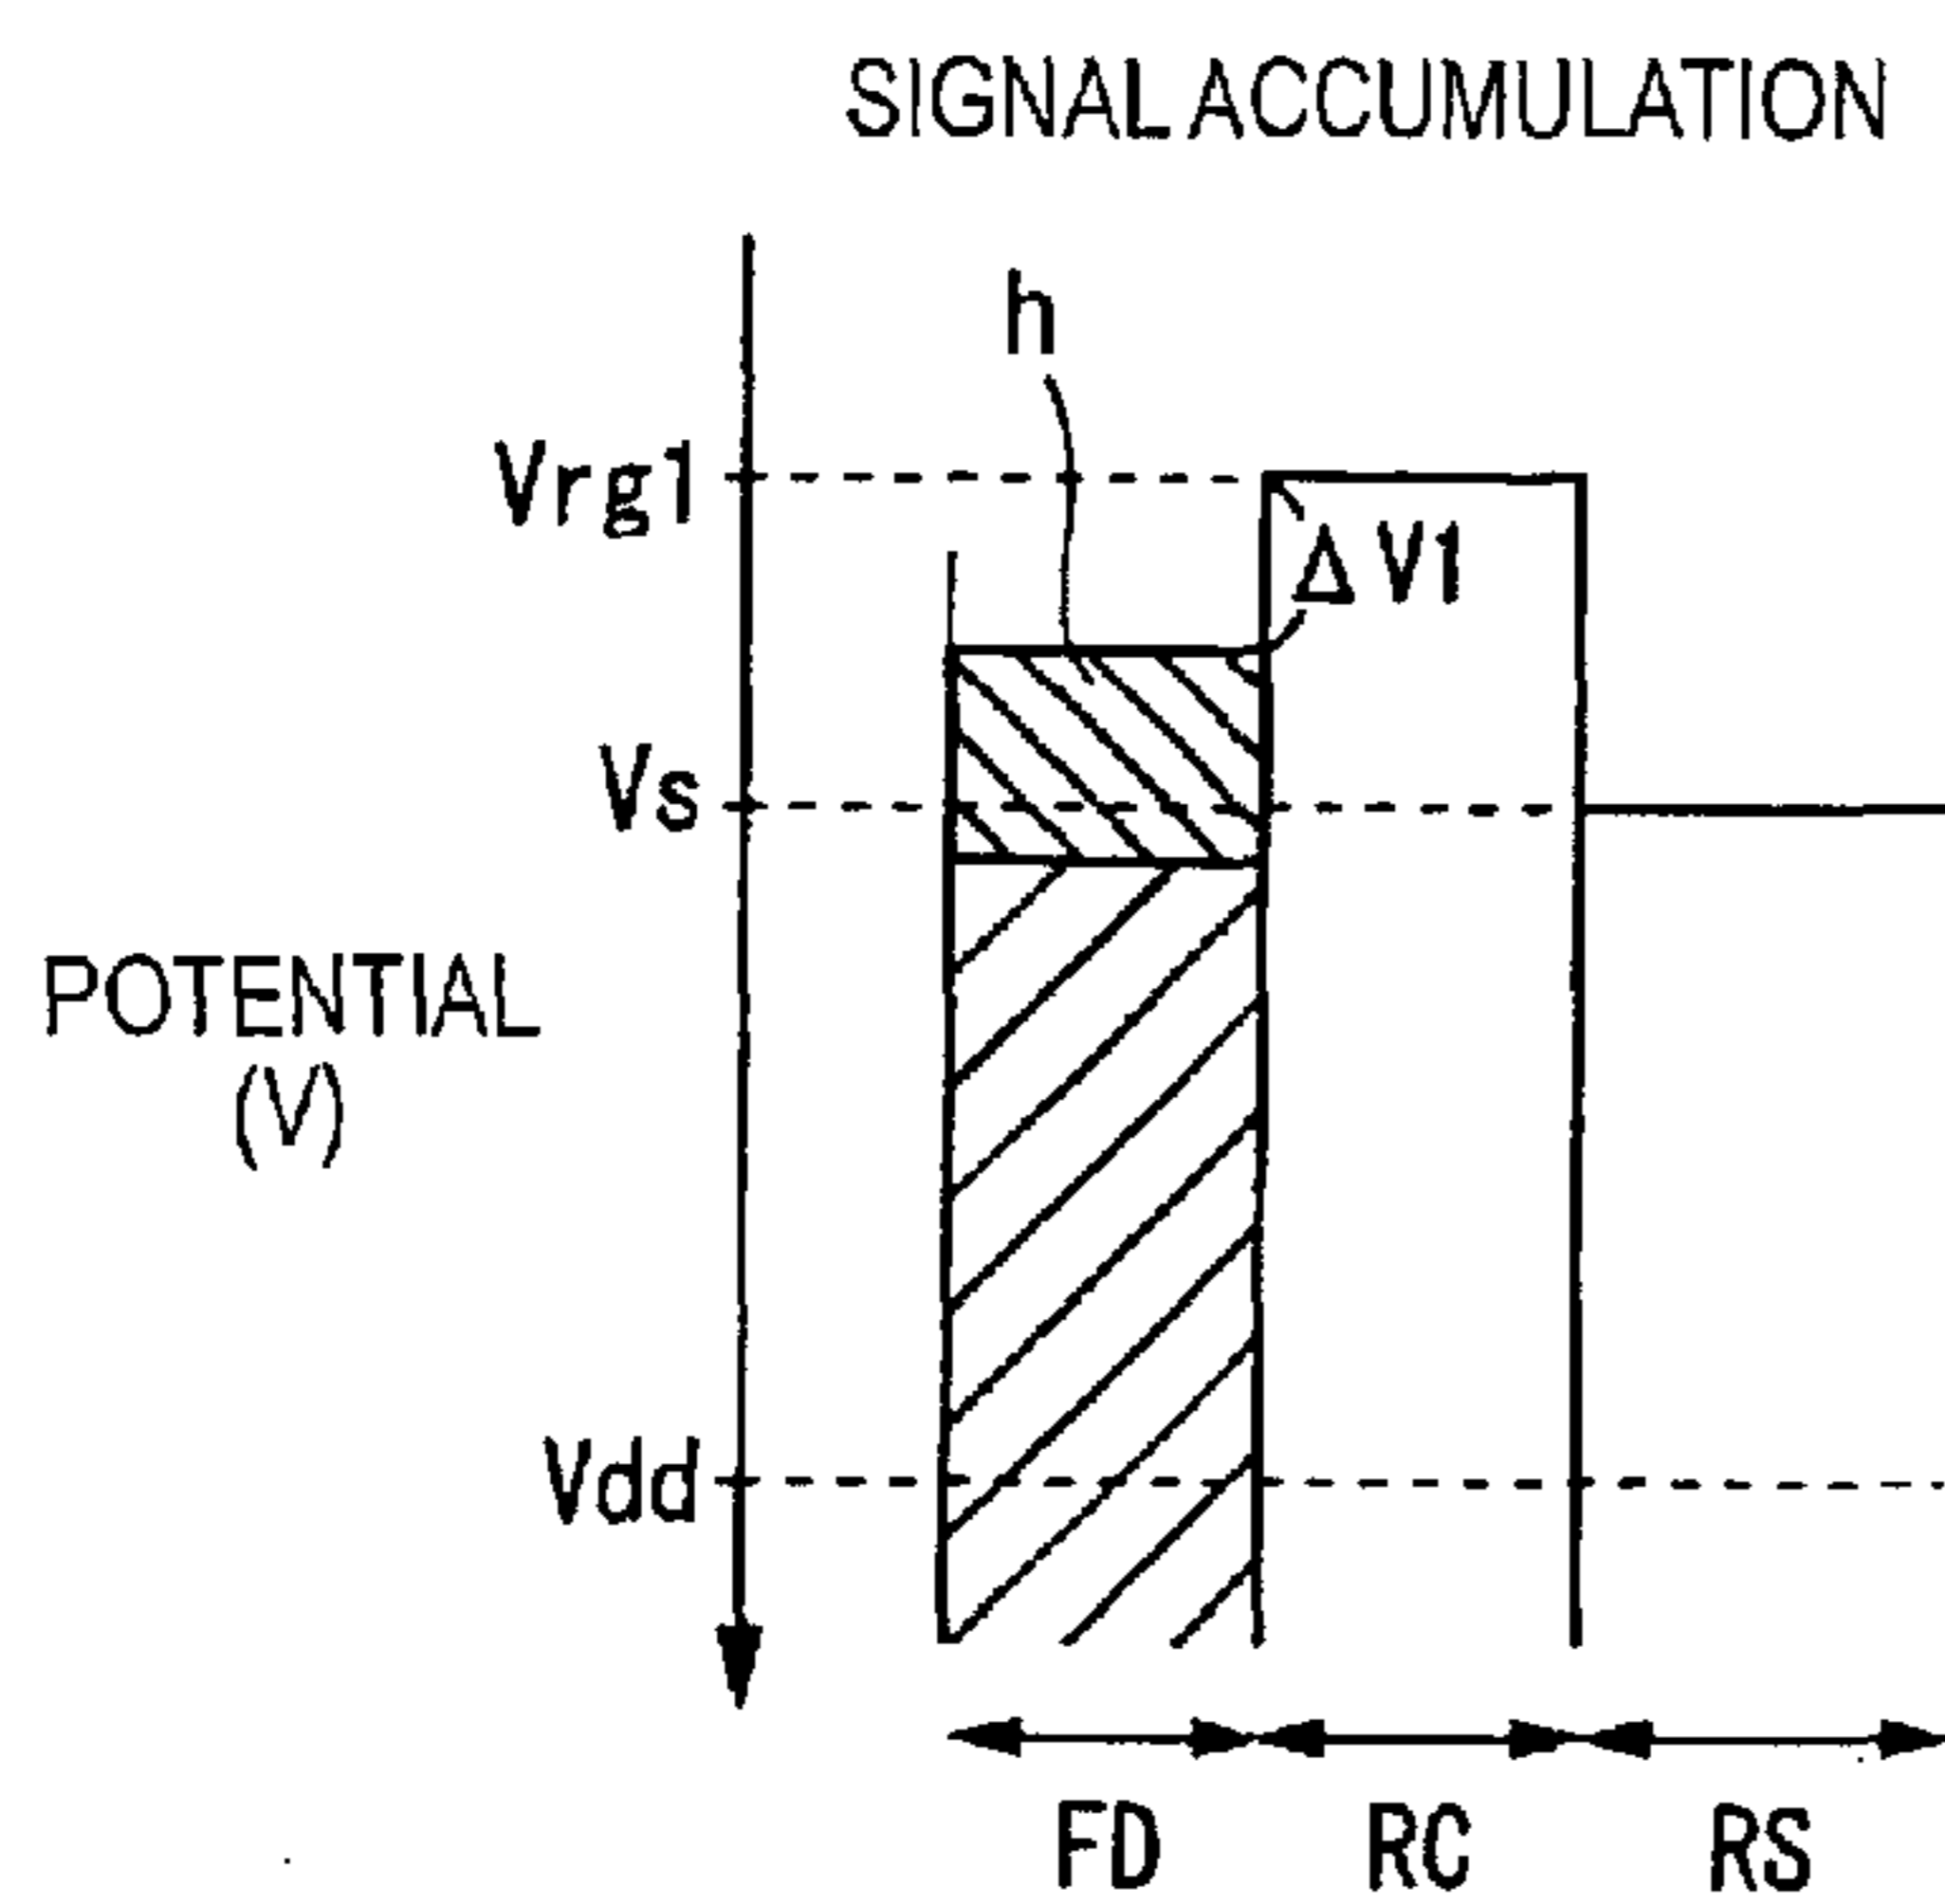 SIGNAL ACCUMULATION
h
Vrg1
ΔV1
Vs
POTENTIAL
(V)
Vdd
FD RC RS